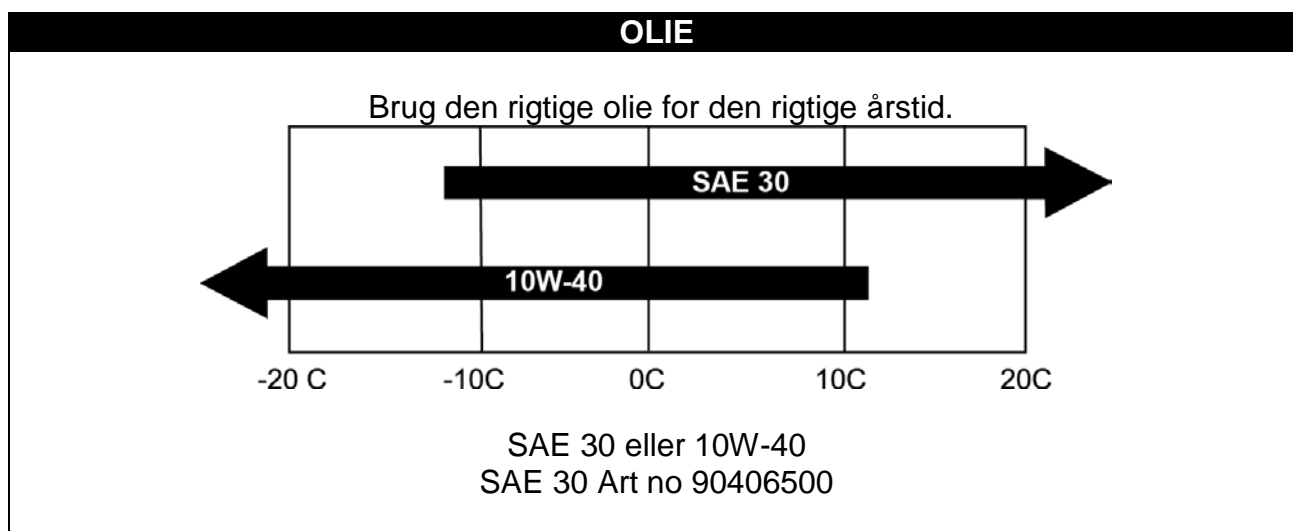 OLIE
Brug den rigtige olie for den rigtige årstid.
SAE 30
10W-40
-20 C -10C 0C 10C 20C
SAE 30 eller 10W-40
SAE 30 Art no 90406500